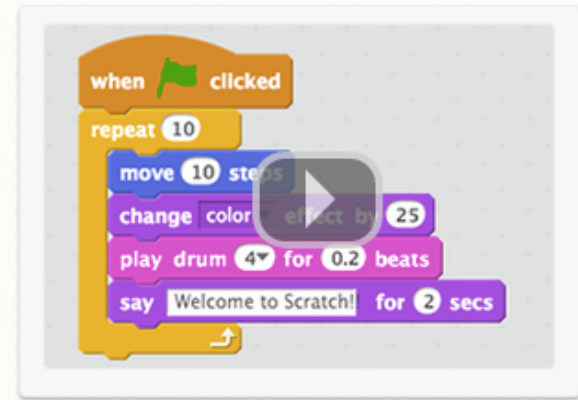 when clicked
repeat 10
move 10 steps
change color effect by 25
play drum 4 for 0.2 beats
say Welcome to Scratch! for 2 secs